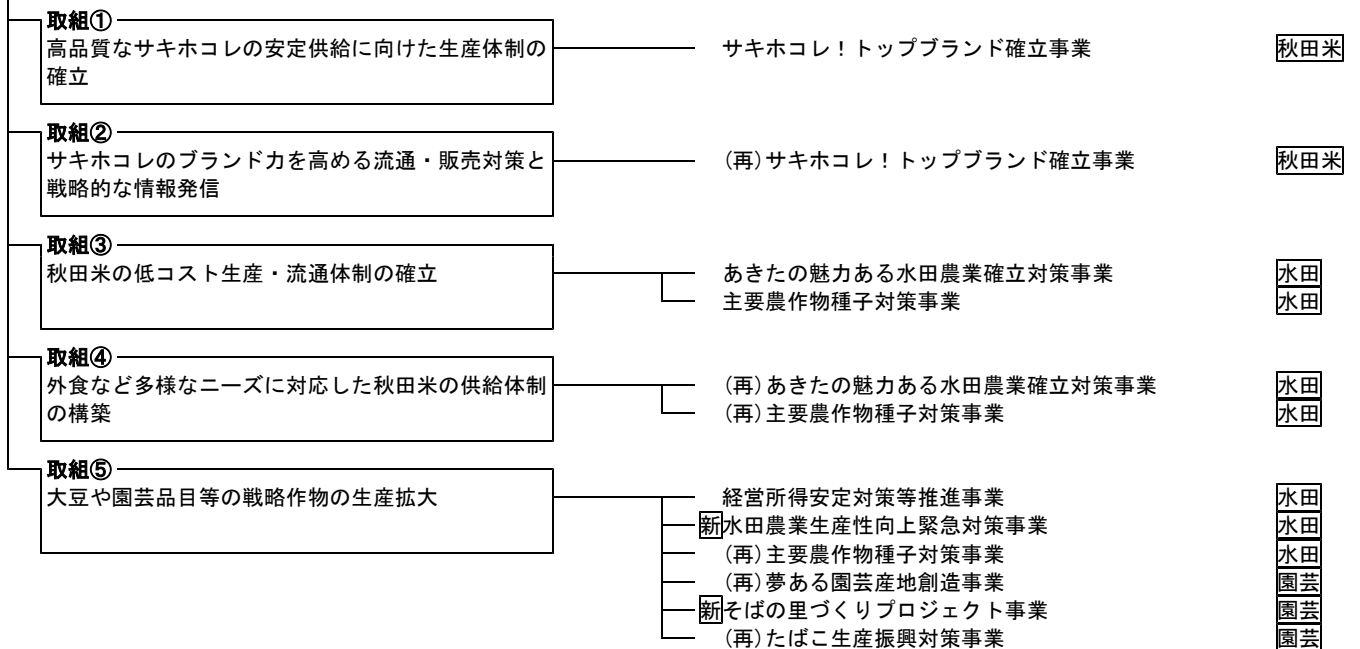 取組①
高品質なサキホコレの安定供給に向けた生産体制の
確立
サキホコレ!トップブランド確立事業 秋田米
取組②
サキホコレのブランド力を高める流通・販売対策と
戦略的な情報発信
(再)サキホコレ!トップブランド確立事業 秋田米
取組③
秋田米の低コスト生産・流通体制の確立
あきたの魅力ある水田農業確立対策事業 水田
主要農作物種子対策事業 水田
取組④
外食など多様なニーズに対応した秋田米の供給体制
の構築
(再)あきたの魅力ある水田農業確立対策事業 水田
(再)主要農作物種子対策事業 水田
取組⑤
大豆や園芸品目等の戦略作物の生産拡大
経営所得安定対策等推進事業 水田
新水田農業生産性向上緊急対策事業 水田
(再)主要農作物種子対策事業 水田
(再)夢ある園芸産地創造事業 園芸
新そばの里づくりプロジェクト事業 園芸
(再)たばこ生産振興対策事業 園芸